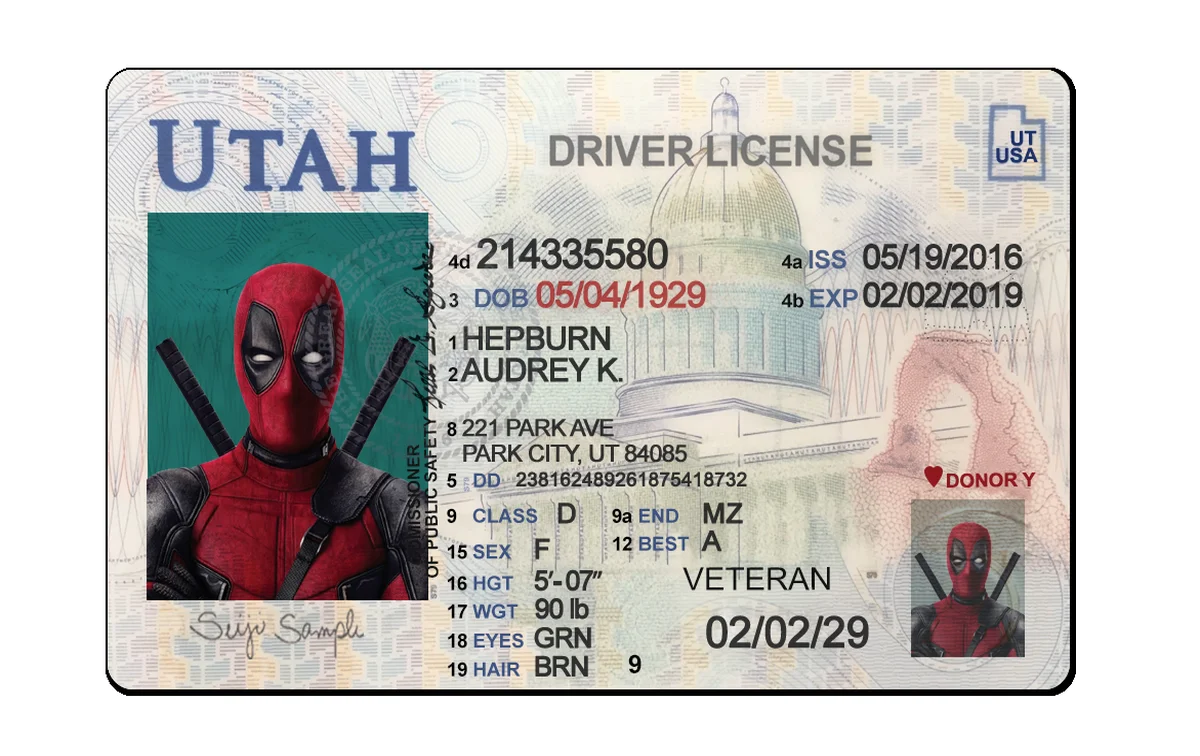 UTAH
DRIVER LICENSE
UT
USA
4d 214335580
4a ISS 05/19/2016
3 DOB 05/04/1929
4b EXP 02/02/2019
1 HEPBURN
2 AUDREY K.
8 221 PARK AVE
PARK CITY, UT 84085
5 DD 238162489261875418732
DONOR Y
9 CLASS D 9a END MZ
15 SEX F 12 BEST A
16 HGT 5'-07" VETERAN
17 WGT 90 lb
18 EYES GRN 02/02/29
19 HAIR BRN 9
OF PUBLIC SAFETY
Seiji Sample